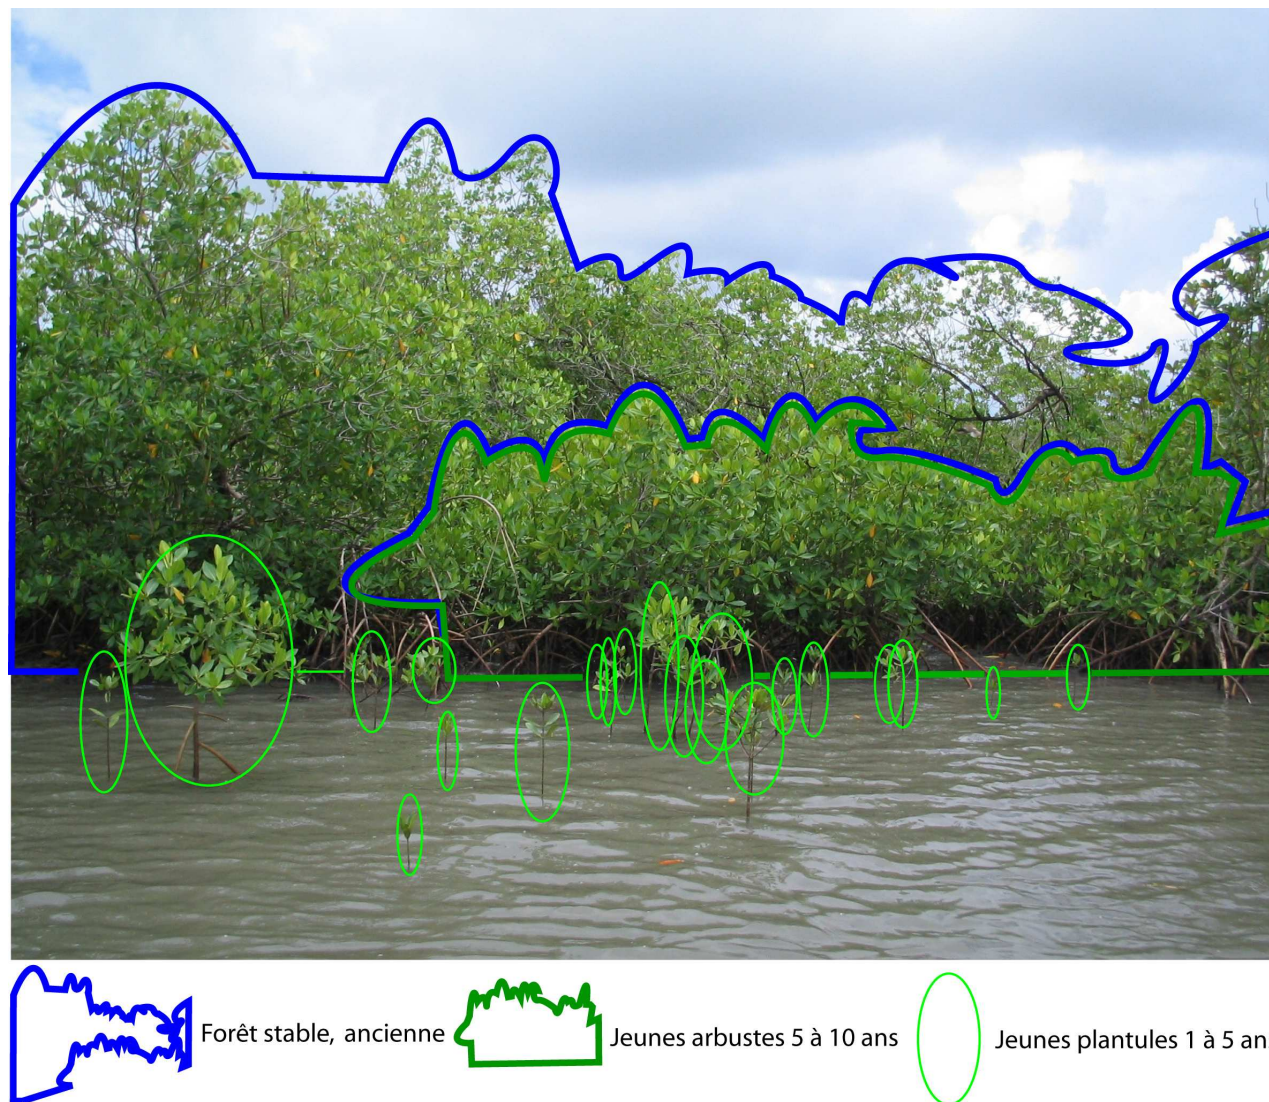 Forêt stable, ancienne
Jeunes arbustes 5 à 10 ans
Jeunes plantules 1 à 5 an